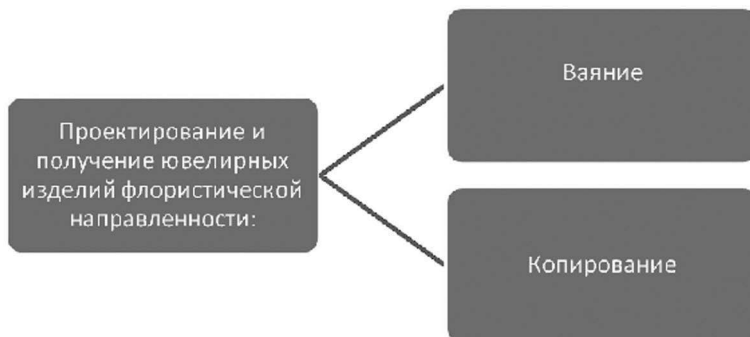 Проектирование и
получение ювелирных
изделий флористической
направленности:
Ваяние
Копирование